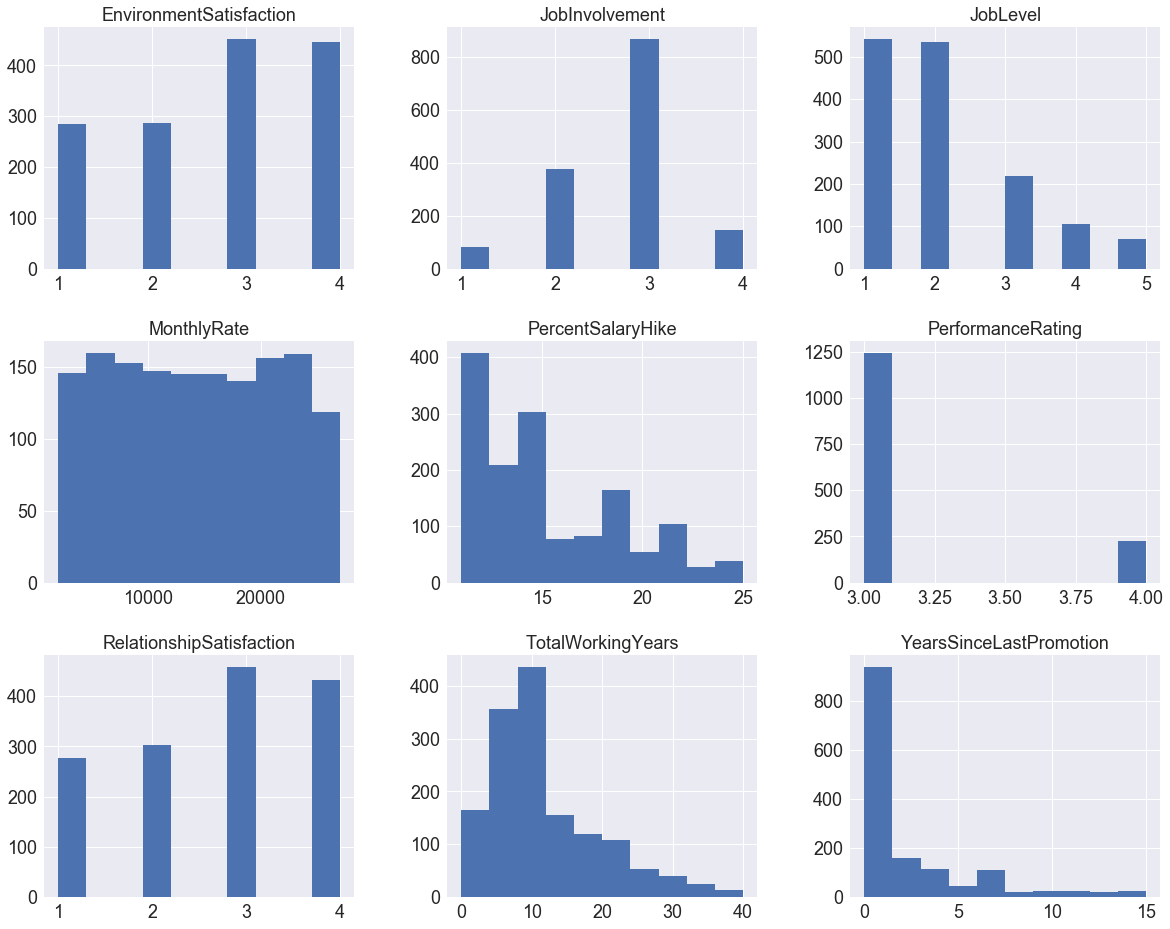 EnvironmentSatisfaction
JobInvolvement
JobLevel
400
300
200
100
0
1 2 3 4
800
600
400
200
0
1 2 3 4
500
400
300
200
100
0
1 2 3 4 5
MonthlyRate
PercentSalaryHike
PerformanceRating
150
100
50
0
10000 20000
400
300
200
100
0
15 20 25
1250
1000
750
500
250
0
3.00 3.25 3.50 3.75 4.00
RelationshipSatisfaction
TotalWorkingYears
YearsSinceLastPromotion
400
300
200
100
0
1 2 3 4
400
300
200
100
0
0 10 20 30 40
800
600
400
200
0
0 5 10 15